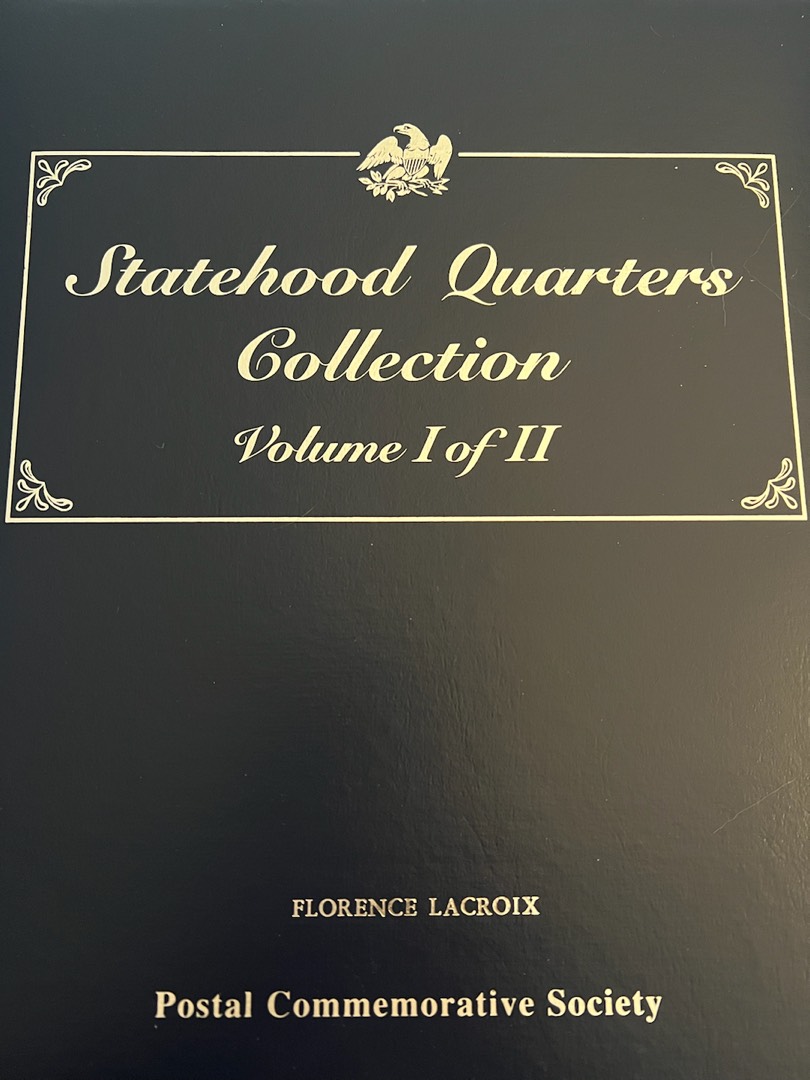 Statehood Quarters
Collection
Volume I of II
FLORENCE LACROIX
Postal Commemorative Society